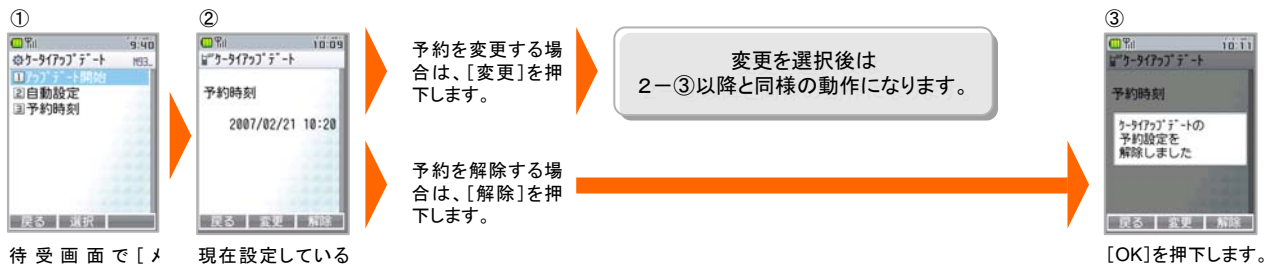 ①
9:40
ケータイアップデート
1アップデート開始
2自動設定
3予約時刻
戻る 選択
待受画面で[メ
②
10:09
ケータイアップデート
予約時刻
2007/02/21 10:20
戻る 変更 解除
現在設定している
予約を変更する場
合は、[変更]を押
下します。
変更を選択後は
2-③以降と同様の動作になります。
予約を解除する場
合は、[解除]を押
下します。
③
10:11
ケータイアップデート
予約時刻
ケータイアップデートの
予約設定を
解除しました
戻る 変更 解除
[OK]を押下します。